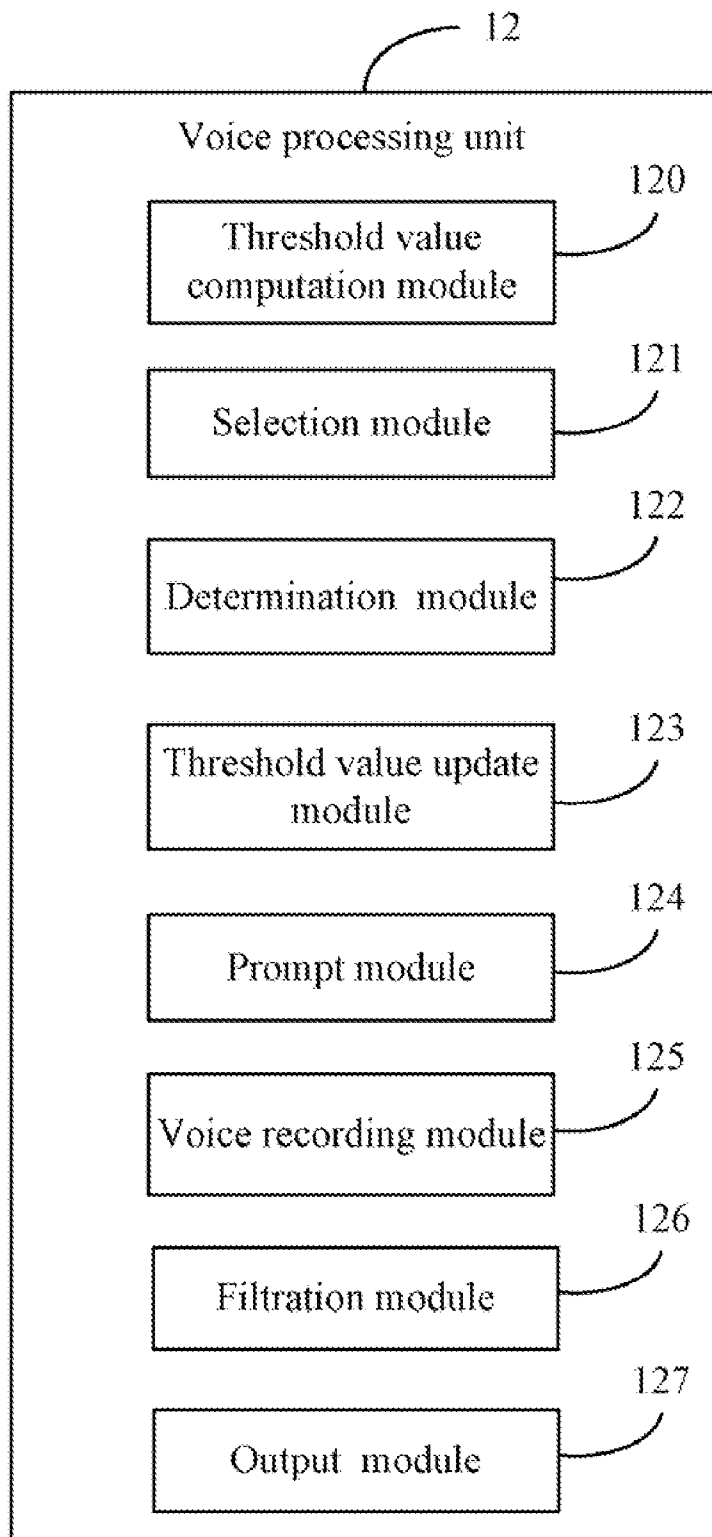 12
Voice processing unit
120
Threshold value
computation module
121
Selection module
122
Determination module
123
Threshold value update
module
124
Prompt module
125
Voice recording module
126
Filtration module
127
Output module